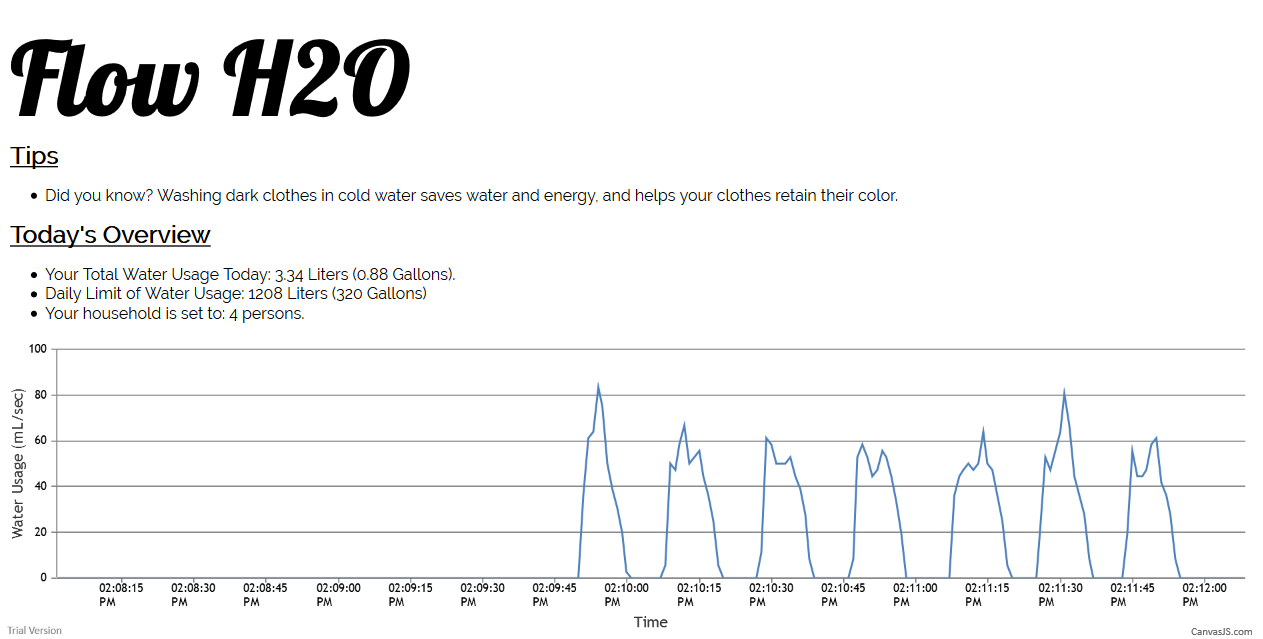 Flow H2O
Tips
Did you know? Washing dark clothes in cold water saves water and energy, and helps your clothes retain their color.
Today's Overview
Your Total Water Usage Today: 3.34 Liters (0.88 Gallons).
Daily Limit of Water Usage: 1208 Liters (320 Gallons)
Your household is set to: 4 persons.
Water Usage (mL/sec)
100
80
60
40
20
0
02:08:15 PM
02:08:30 PM
02:08:45 PM
02:09:00 PM
02:09:15 PM
02:09:30 PM
02:09:45 PM
02:10:00 PM
02:10:15 PM
02:10:30 PM
02:10:45 PM
02:11:00 PM
02:11:15 PM
02:11:30 PM
02:11:45 PM
02:12:00 PM
Time
Trial Version
CanvasJS.com